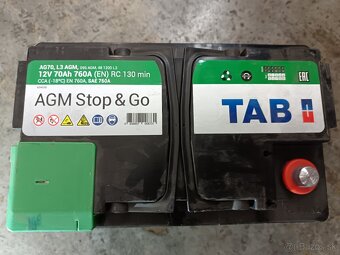 AG70, L3 AGM,
12V 70Ah 760A (EN) RC 130 min
CCA (-18°C) EN 760A, SAE 760A
AGM Stop & Go
EAC
TAB